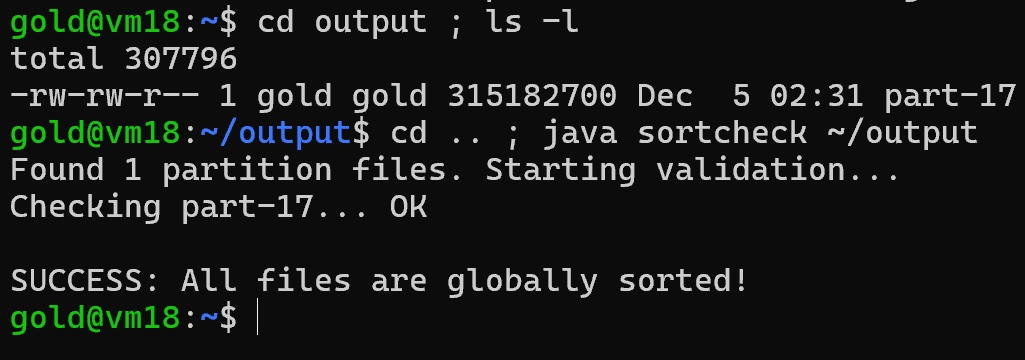 gold@vm18:~$ cd output ; ls -l
total 307796
-rw-rw-r-- 1 gold gold 315182700 Dec  5 02:31 part-17
gold@vm18:~/output$ cd .. ; java sortcheck ~/output
Found 1 partition files. Starting validation...
Checking part-17... OK

SUCCESS: All files are globally sorted!
gold@vm18:~$